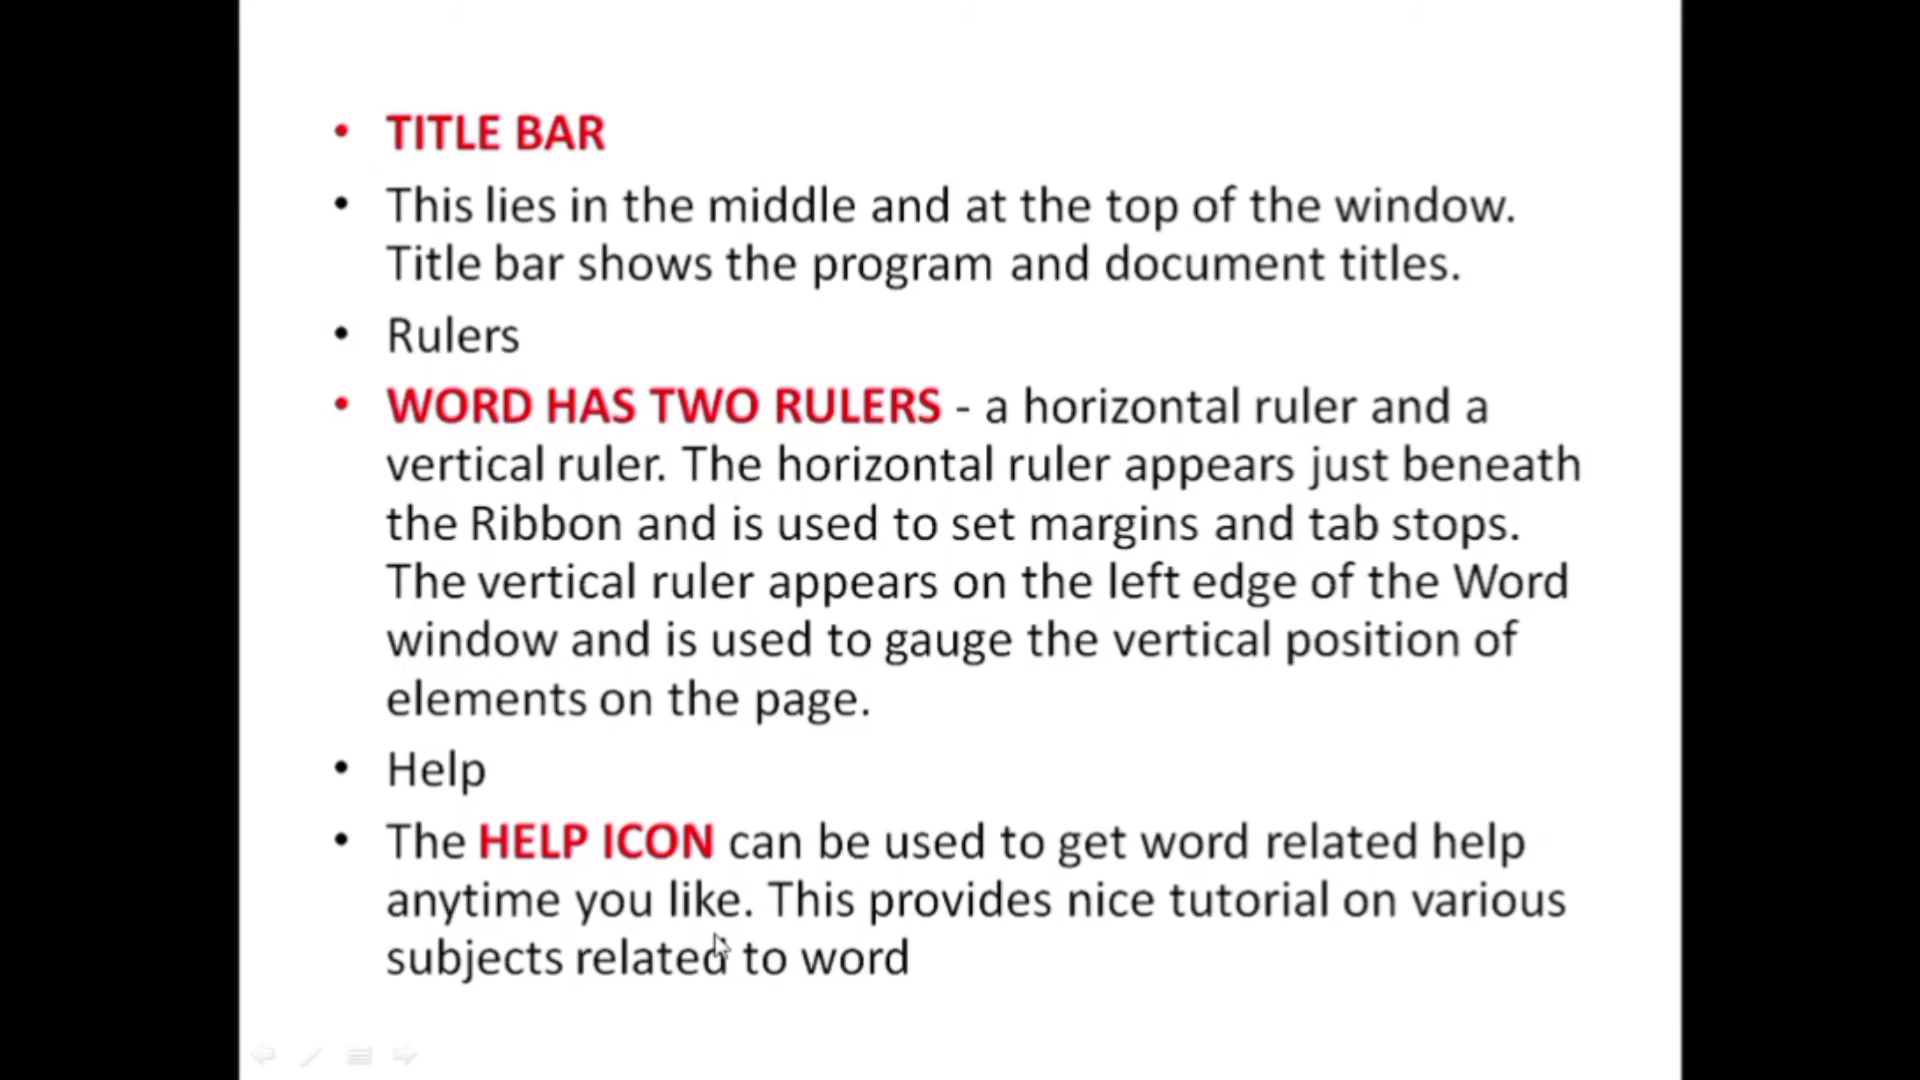 • TITLE BAR
• This lies in the middle and at the top of the window.
Title bar shows the program and document titles.
• Rulers
• WORD HAS TWO RULERS - a horizontal ruler and a
vertical ruler. The horizontal ruler appears just beneath
the Ribbon and is used to set margins and tab stops.
The vertical ruler appears on the left edge of the Word
window and is used to gauge the vertical position of
elements on the page.
• Help
• The HELP ICON can be used to get word related help
anytime you like. This provides nice tutorial on various
subjects related to word